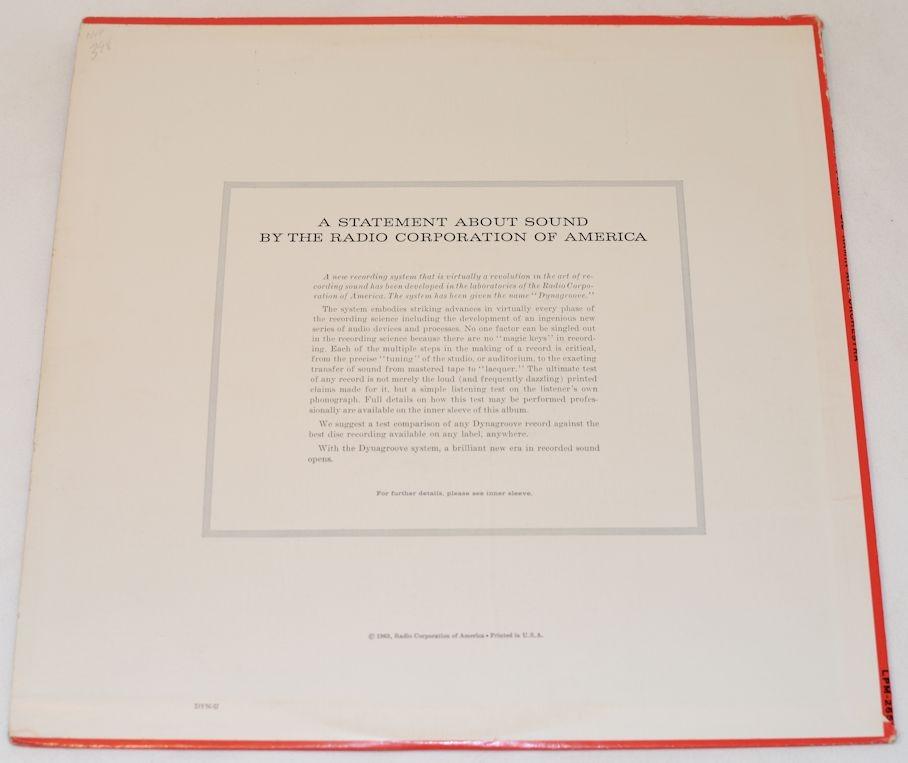 398
A STATEMENT ABOUT SOUND
BY THE RADIO CORPORATION OF AMERICA
A new recording system that is virtually a revolution in the art of re-
cording sound has been developed in the laboratories of the Radio Corpo-
ration of America. The system has been given the name "Dynagroove."
The system embodies striking advances in virtually every phase of
the recording science including the development of an ingenious new
series of audio devices and processes. No one factor can be singled out
in the recording science because there are no "magic keys" in record-
ing. Each of the multiple steps in the making of a record is critical,
from the precise "tuning" of the studio, or auditorium, to the exacting
transfer of sound from mastered tape to "lacquer." The ultimate test
of any record is not merely the loud (and frequently dazzling) printed
claims made for it, but a simple listening test on the listener's own
phonograph. Full details on how this test may be performed profes-
sionally are available on the inner sleeve of this album.
We suggest a test comparison of any Dynagroove record against the
best disc recording available on any label, anywhere.
With the Dynagroove system, a brilliant new era in recorded sound
opens.
For further details, please see inner sleeve.
© 1963, Radio Corporation of America • Printed in U.S.A.
ORCHESTRA
LPM-26